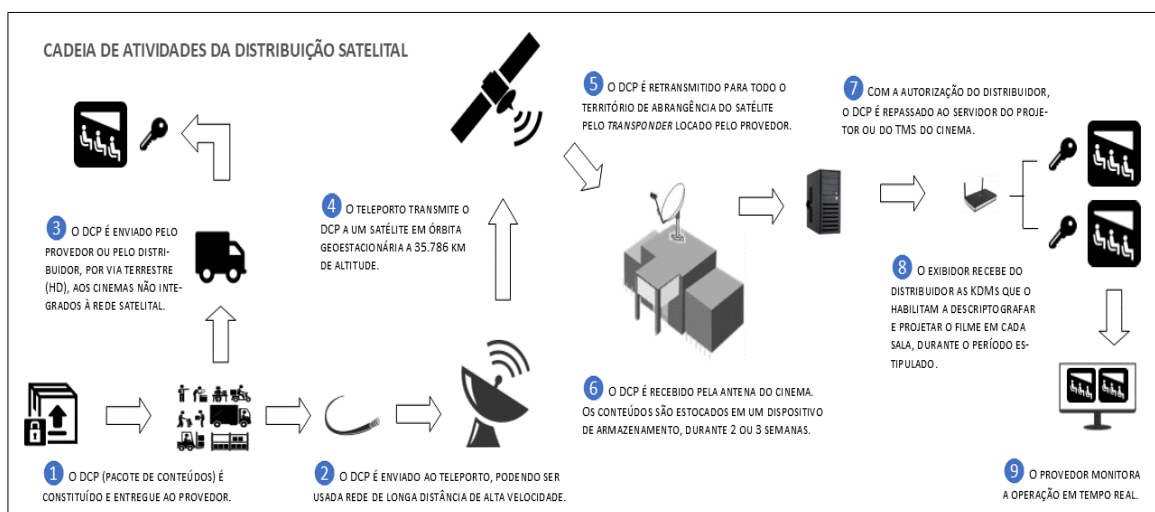 CADEIA DE ATIVIDADES DA DISTRIBUIÇÃO SATELITAL
1 O DCP (PACOTE DE CONTEÚDOS) É
CONSTITUÍDO E ENTREGUE AO PROVEDOR.
2 O DCP É ENVIADO AO TELEPORTO, PODENDO SER
USADA REDE DE LONGA DISTÂNCIA DE ALTA VELOCIDADE.
3 O DCP É ENVIADO PELO
PROVEDOR OU PELO DISTRI-
BUIDOR, POR VIA TERRESTRE
(HD), AOS CINEMAS NÃO INTE-
GRADOS À REDE SATELITAL.
4 O TELEPORTO TRANSMITE O
DCP A UM SATÉLITE EM ÓRBITA
GEOESTACIONÁRIA A 35.786 KM
DE ALTITUDE.
5 O DCP É RETRANSMITIDO PARA TODO O
TERRITÓRIO DE ABRANGÊNCIA DO SATÉLITE
PELO TRANSPONDER LOCADO PELO PROVEDOR.
6 O DCP É RECEBIDO PELA ANTENA DO CINEMA.
OS CONTEÚDOS SÃO ESTOCADOS EM UM DISPOSITIVO
DE ARMAZENAMENTO, DURANTE 2 OU 3 SEMANAS.
7 COM A AUTORIZAÇÃO DO DISTRIBUIDOR,
O DCP É REPASSADO AO SERVIDOR DO PROJE-
TOR OU DO TMS DO CINEMA.
8 O EXIBIDOR RECEBE DO
DISTRIBUIDOR AS KDMS QUE O
HABILITAM A DESCRIPTOGRAFAR
E PROJETAR O FILME EM CADA
SALA, DURANTE O PERÍODO ES-
TIPULADO.
9 O PROVEDOR MONITORA
A OPERAÇÃO EM TEMPO REAL.